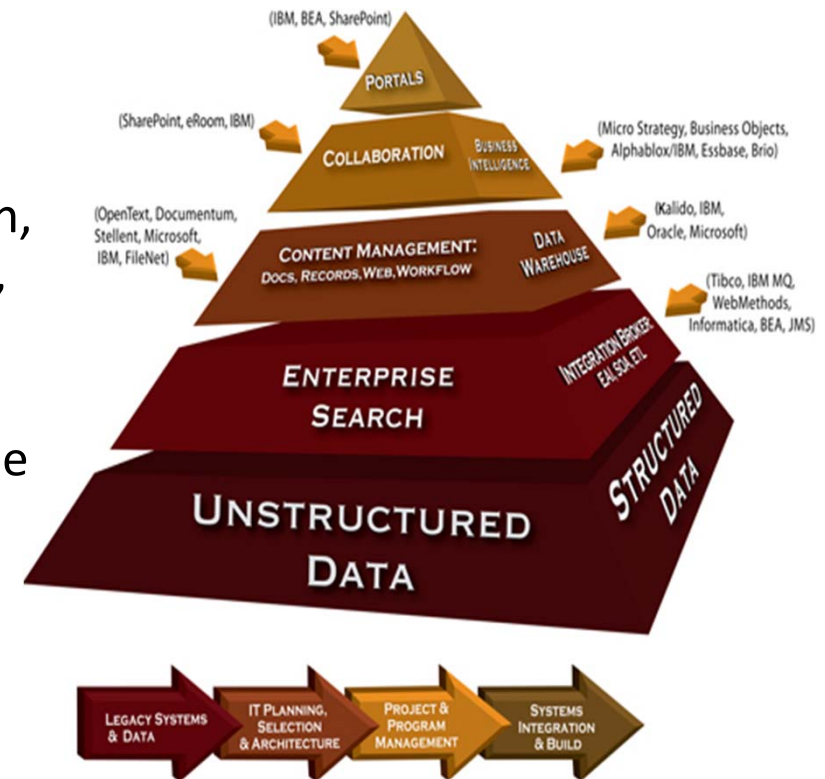 (IBM, BEA, SharePoint)
PORTALS
(SharePoint, eRoom, IBM)
COLLABORATION
BUSINESS
INTELLIGENCE
(Micro Strategy, Business Objects,
Alphablox/IBM, Essbase, Brio)
n,
,
(OpenText, Documentum,
Stellent, Microsoft,
IBM, FileNet)
CONTENT MANAGEMENT:
DOCS, RECORDS, WEB, WORKFLOW
DATA
WAREHOUSE
(Kalido, IBM,
Oracle, Microsoft)
ENTERPRISE
SEARCH
INTEGRATION BROKER:
EAI, SOA, ETL
(Tibco, IBM MQ,
WebMethods,
Informatica, BEA, JMS)
e
UNSTRUCTURED
DATA
STRUCTURED
DATA
LEGACY SYSTEMS
& DATA
IT PLANNING,
SELECTION
& ARCHITECTURE
PROJECT &
PROGRAM
MANAGEMENT
SYSTEMS
INTEGRATION
& BUILD